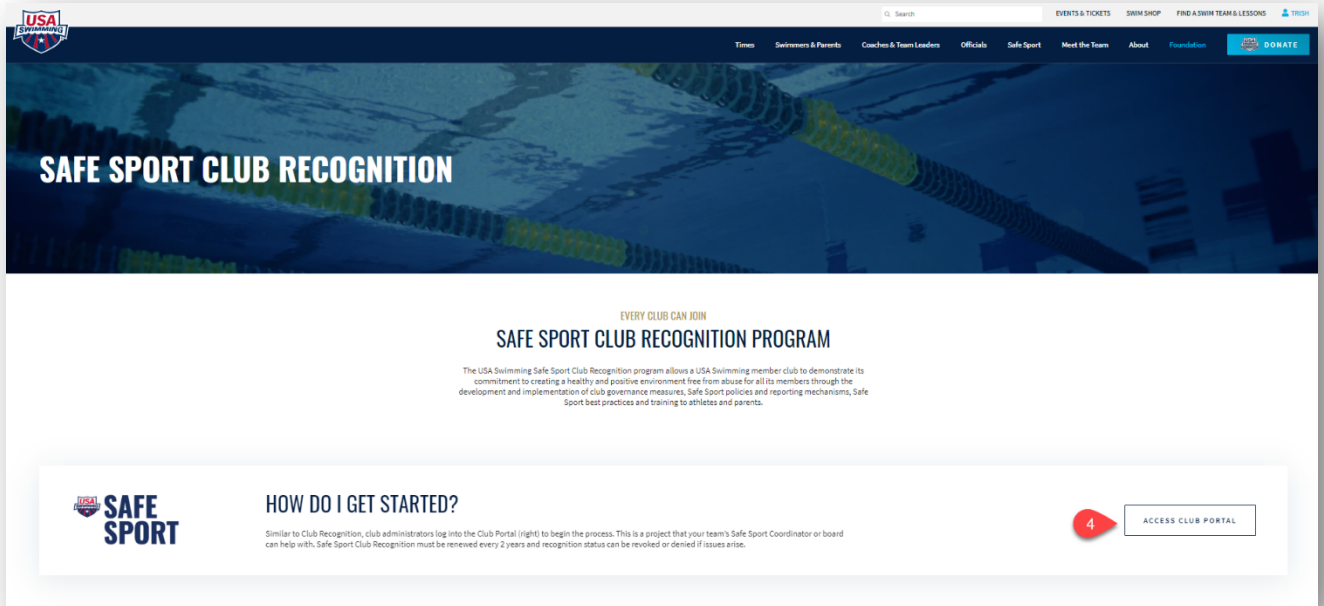 USA
SWIMMING
Search
EVENTS & TICKETS
SWIM SHOP
FIND A SWIM TEAM & LESSONS
TRISH
Times
Swimmers & Parents
Coaches & Team Leaders
Officials
Safe Sport
Meet the Team
About
Foundation
DONATE
SAFE SPORT CLUB RECOGNITION
EVERY CLUB CAN JOIN
SAFE SPORT CLUB RECOGNITION PROGRAM
The USA Swimming Safe Sport Club Recognition program allows a USA Swimming member club to demonstrate its
commitment to creating a healthy and positive environment free from abuse for all its members through the
development and implementation of club governance measures, Safe Sport policies and reporting mechanisms, Safe
Sport best practices and training to athletes and parents.
USA
SAFE
SPORT
HOW DO I GET STARTED?
Similar to Club Recognition, club administrators log into the Club Portal (right) to begin the process. This is a project that your team's Safe Sport Coordinator or board
can help with. Safe Sport Club Recognition must be renewed every 2 years and recognition status can be revoked or denied if issues arise.
4
ACCESS CLUB PORTAL